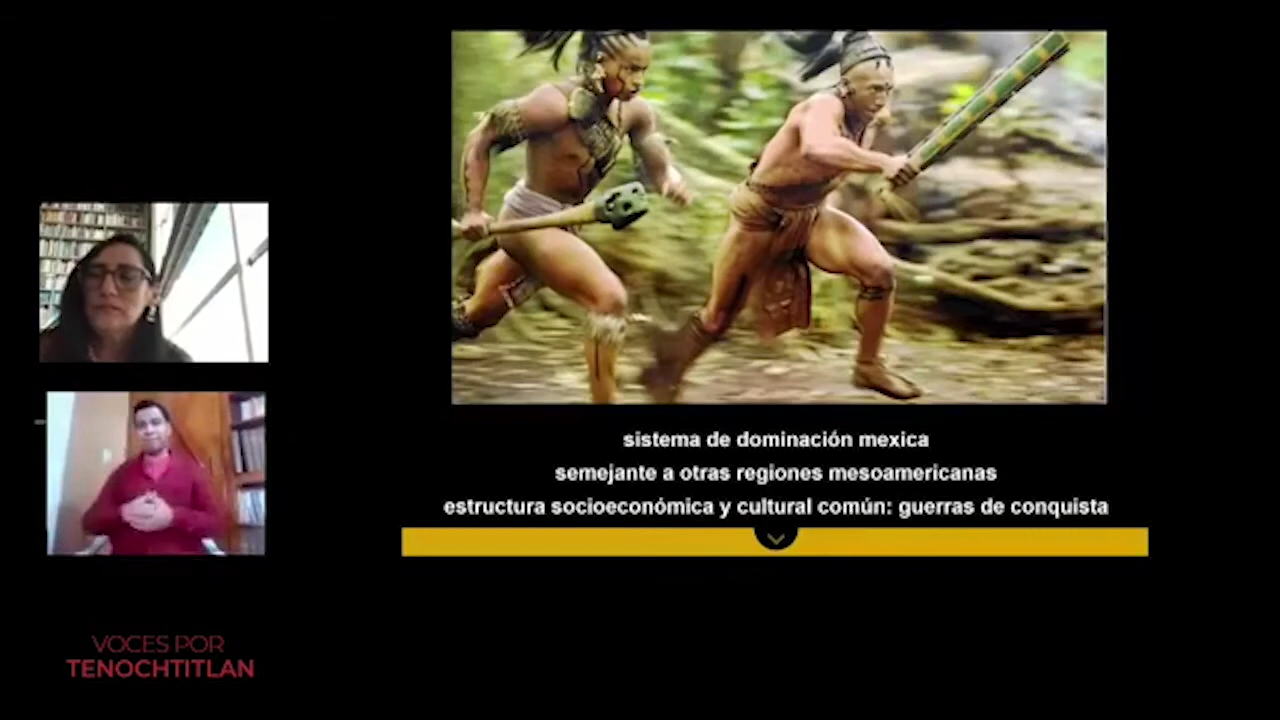 sistema de dominación mexica
semejante a otras regiones mesoamericanas
estructura socioeconómica y cultural común: guerras de conquista
VOCES POR
TENOCHTITLAN